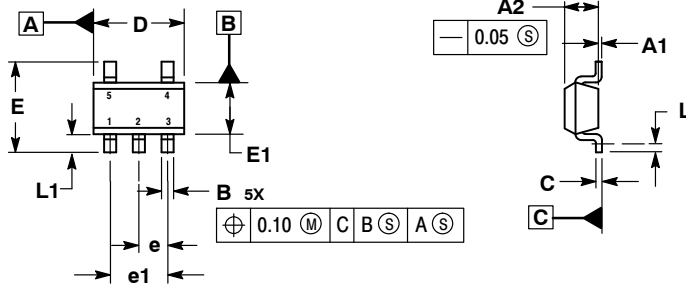 A
D
B
A2
— 0.05 Ⓢ
A1
E
5 4
1 2 3
L1
E1
B 5X
⌖ 0.10 Ⓜ C B Ⓢ A Ⓢ
e
e1
L
C
C